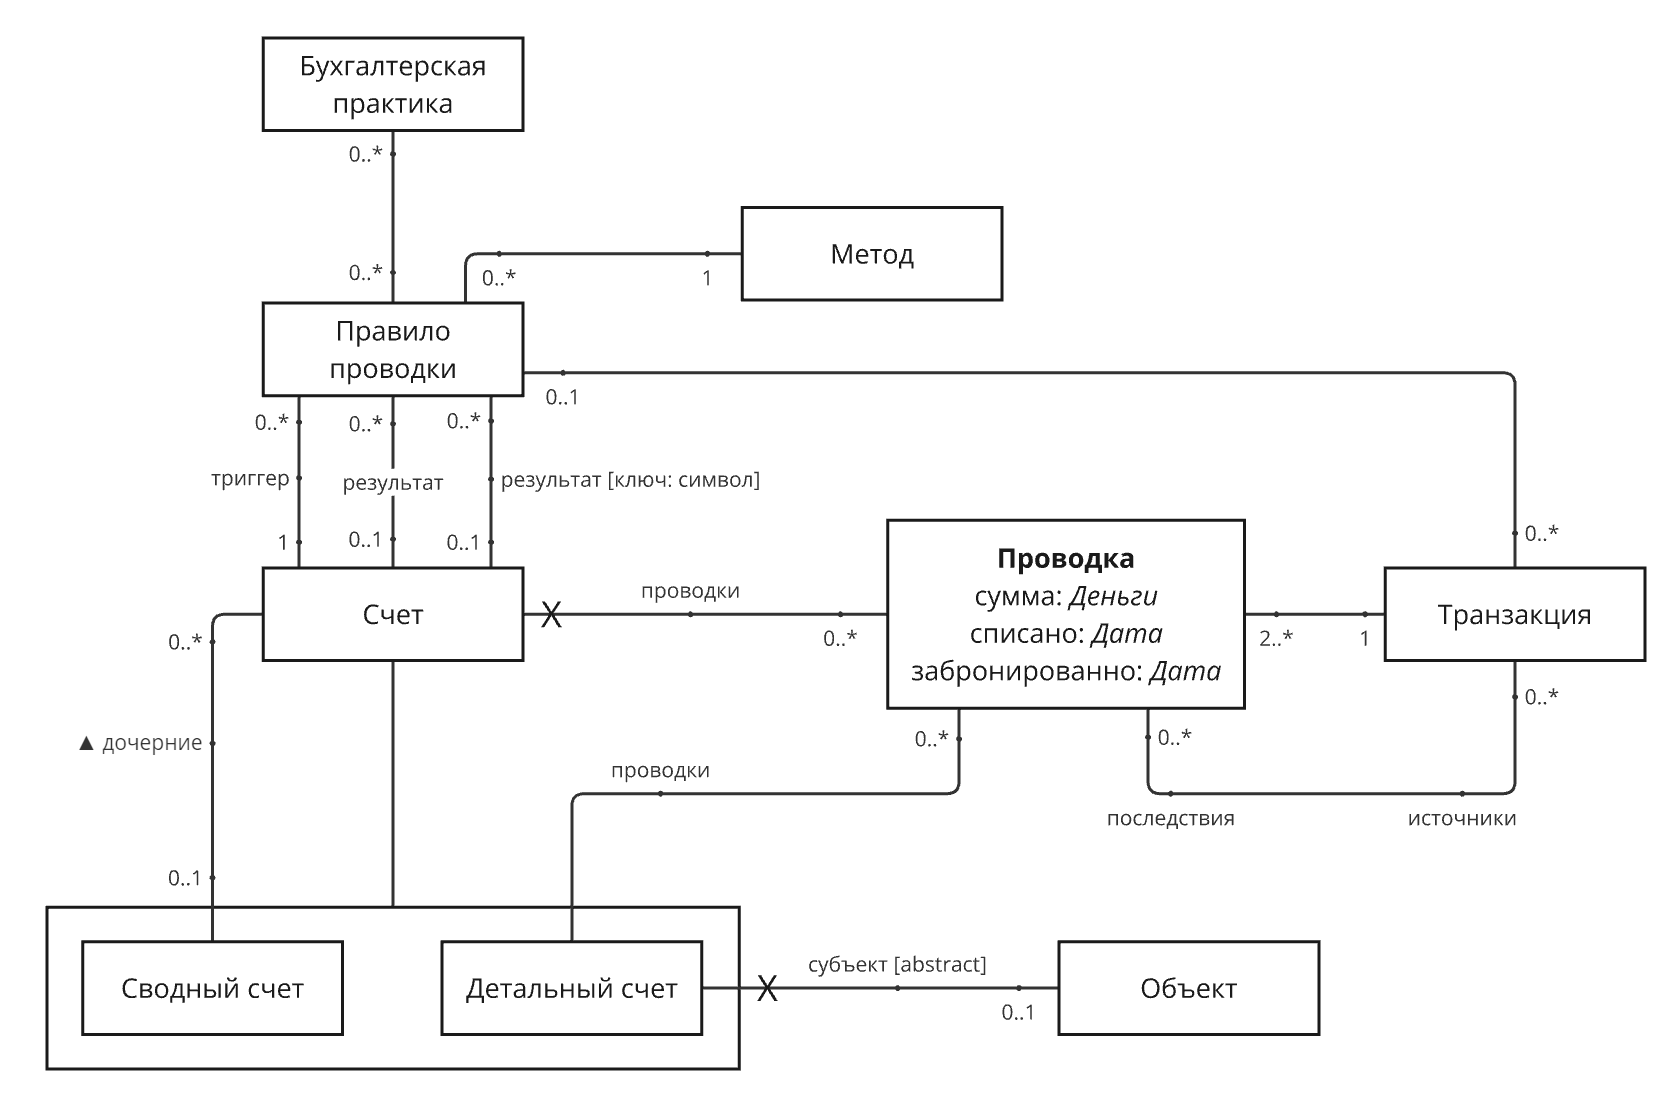 Бухгалтерская
практика
0..*
0..*
Метод
0..*
1
Правило
проводки
0..1
0..*
0..*
0..*
триггер
результат
результат [ключ: символ]
1
0..1
0..1
0..*
Счет
X
проводки
0..*
Проводка
сумма: Деньги
списано: Дата
забронированно: Дата
2..*
1
Транзакция
0..*
0..*
▲ дочерние
0..1
0..*
проводки
0..*
последствия
источники
Сводный счет
Детальный счет
X
субъект [abstract]
0..1
Объект